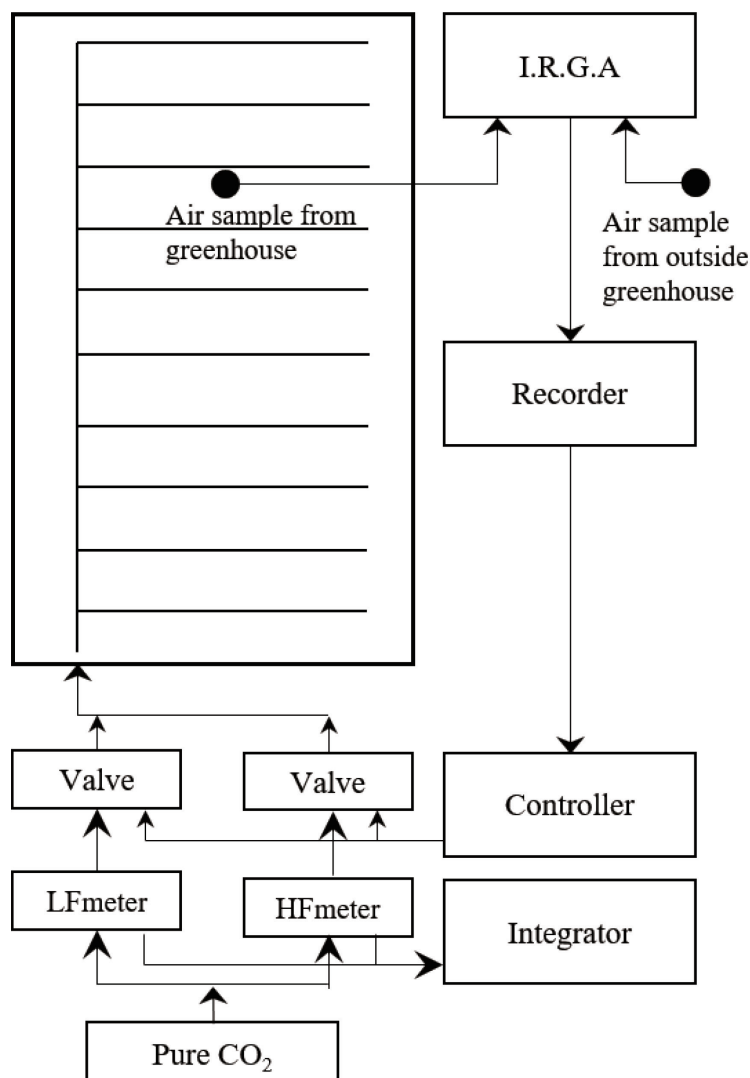 I.R.G.A
Air sample from
greenhouse
Air sample
from outside
greenhouse
Recorder
Valve
Valve
Controller
LFmeter
HFmeter
Integrator
Pure CO₂